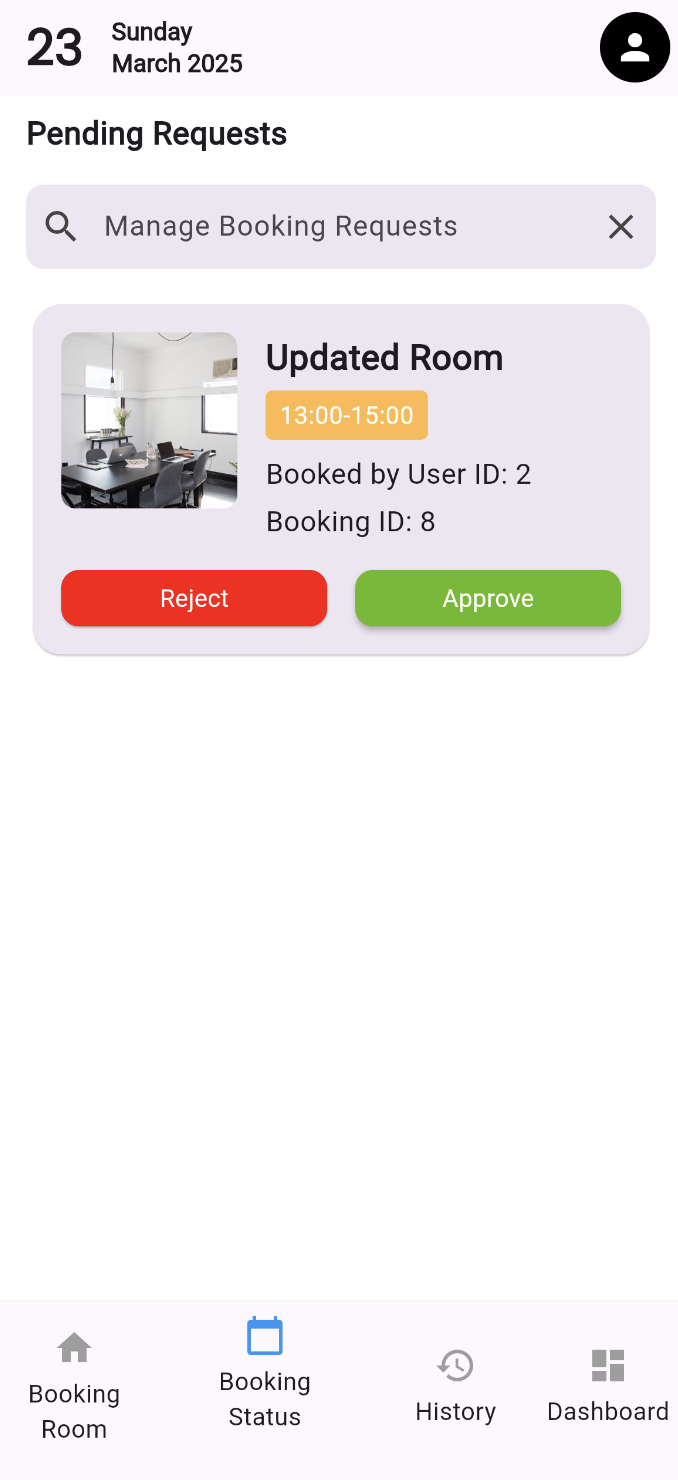 23
Sunday
March 2025
Pending Requests
Manage Booking Requests
Updated Room
13:00-15:00
Booked by User ID: 2
Booking ID: 8
Reject
Approve
Booking
Room
Booking
Status
History
Dashboard